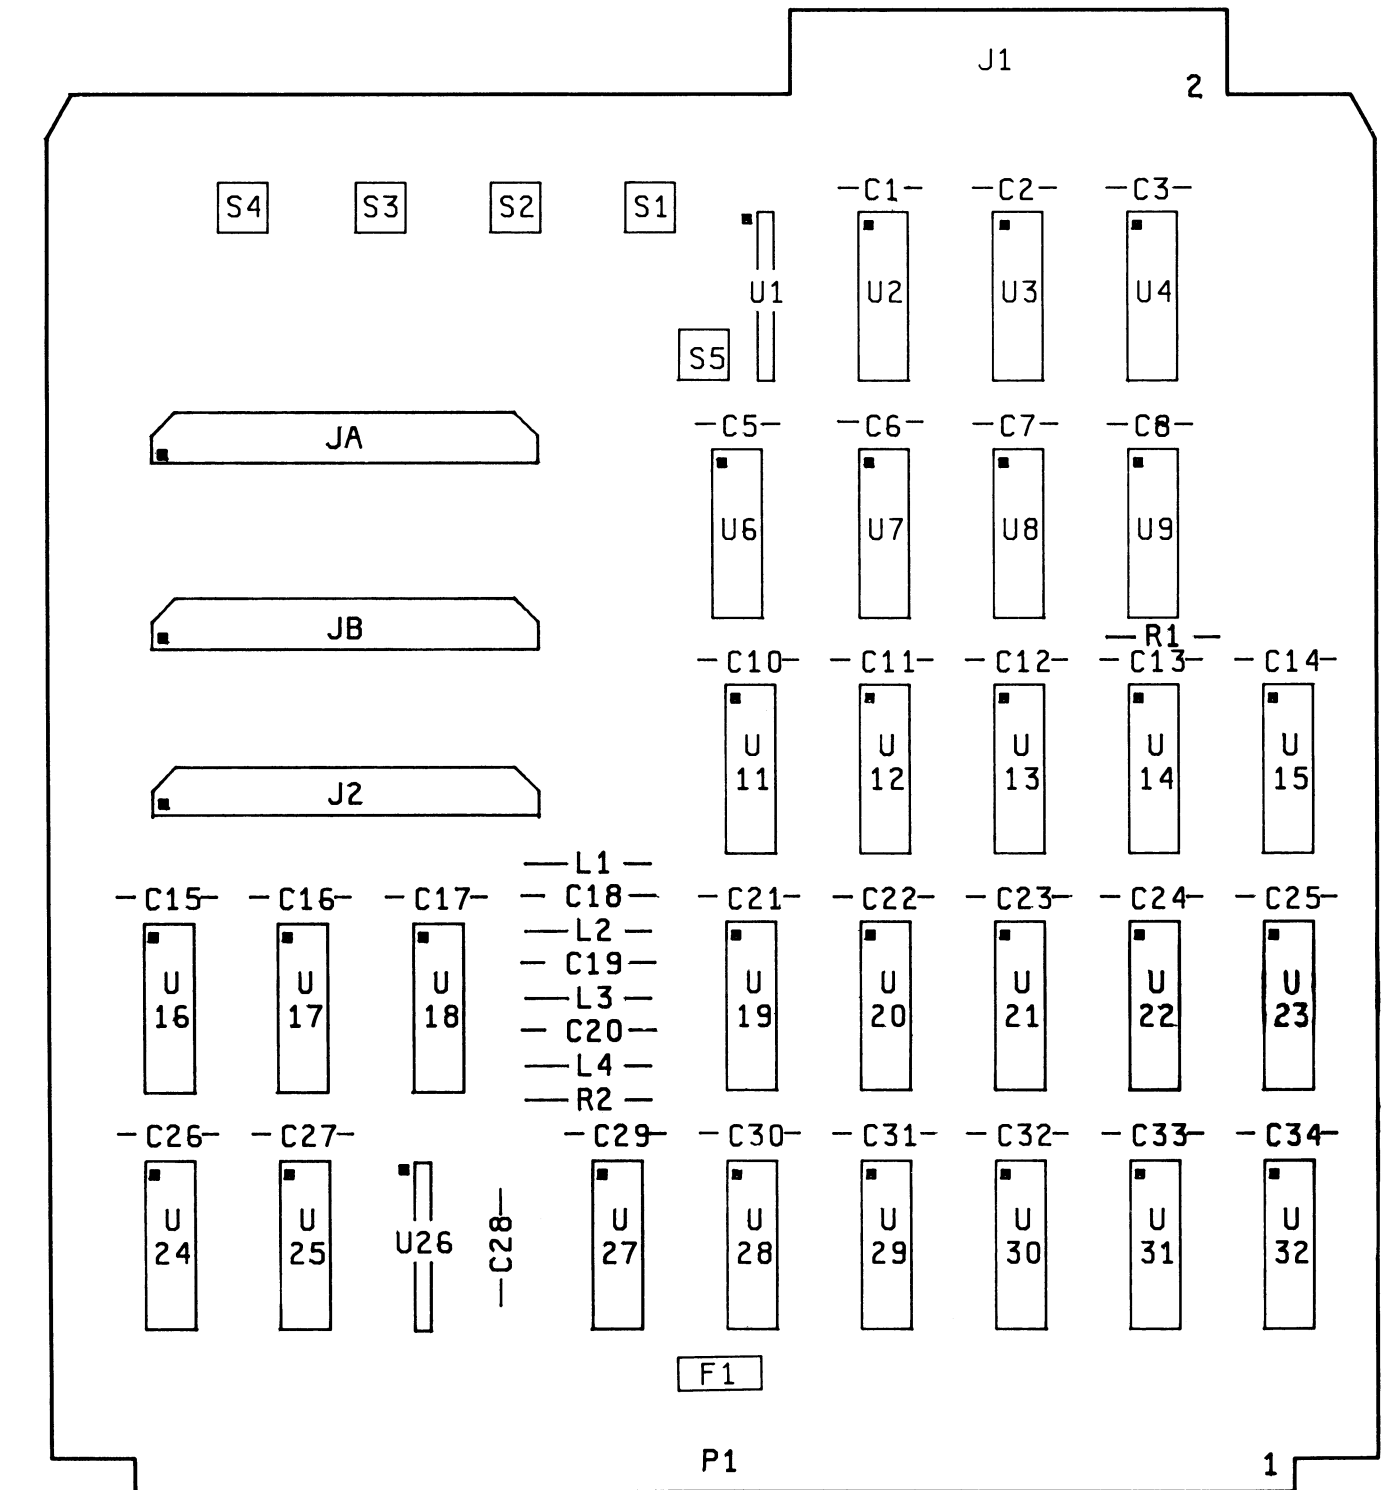 J1
2
S4 S3 S2 S1
C1 C2 C3
U1 U2 U3 U4
S5
C5 C6 C7 C8
JA
U6 U7 U8 U9
JB
R1
C10 C11 C12 C13 C14
U U U U U
11 12 13 14 15
J2
L1
C15 C16 C17 C18 C21 C22 C23 C24 C25
L2
C19
U U U U U U U U
L3
16 17 18 19 20 21 22 23
C20
L4
R2
C26 C27 C29 C30 C31 C32 C33 C34
U U U U U U U U
24 25 U26 C28 27 28 29 30 31 32
F1
P1 1